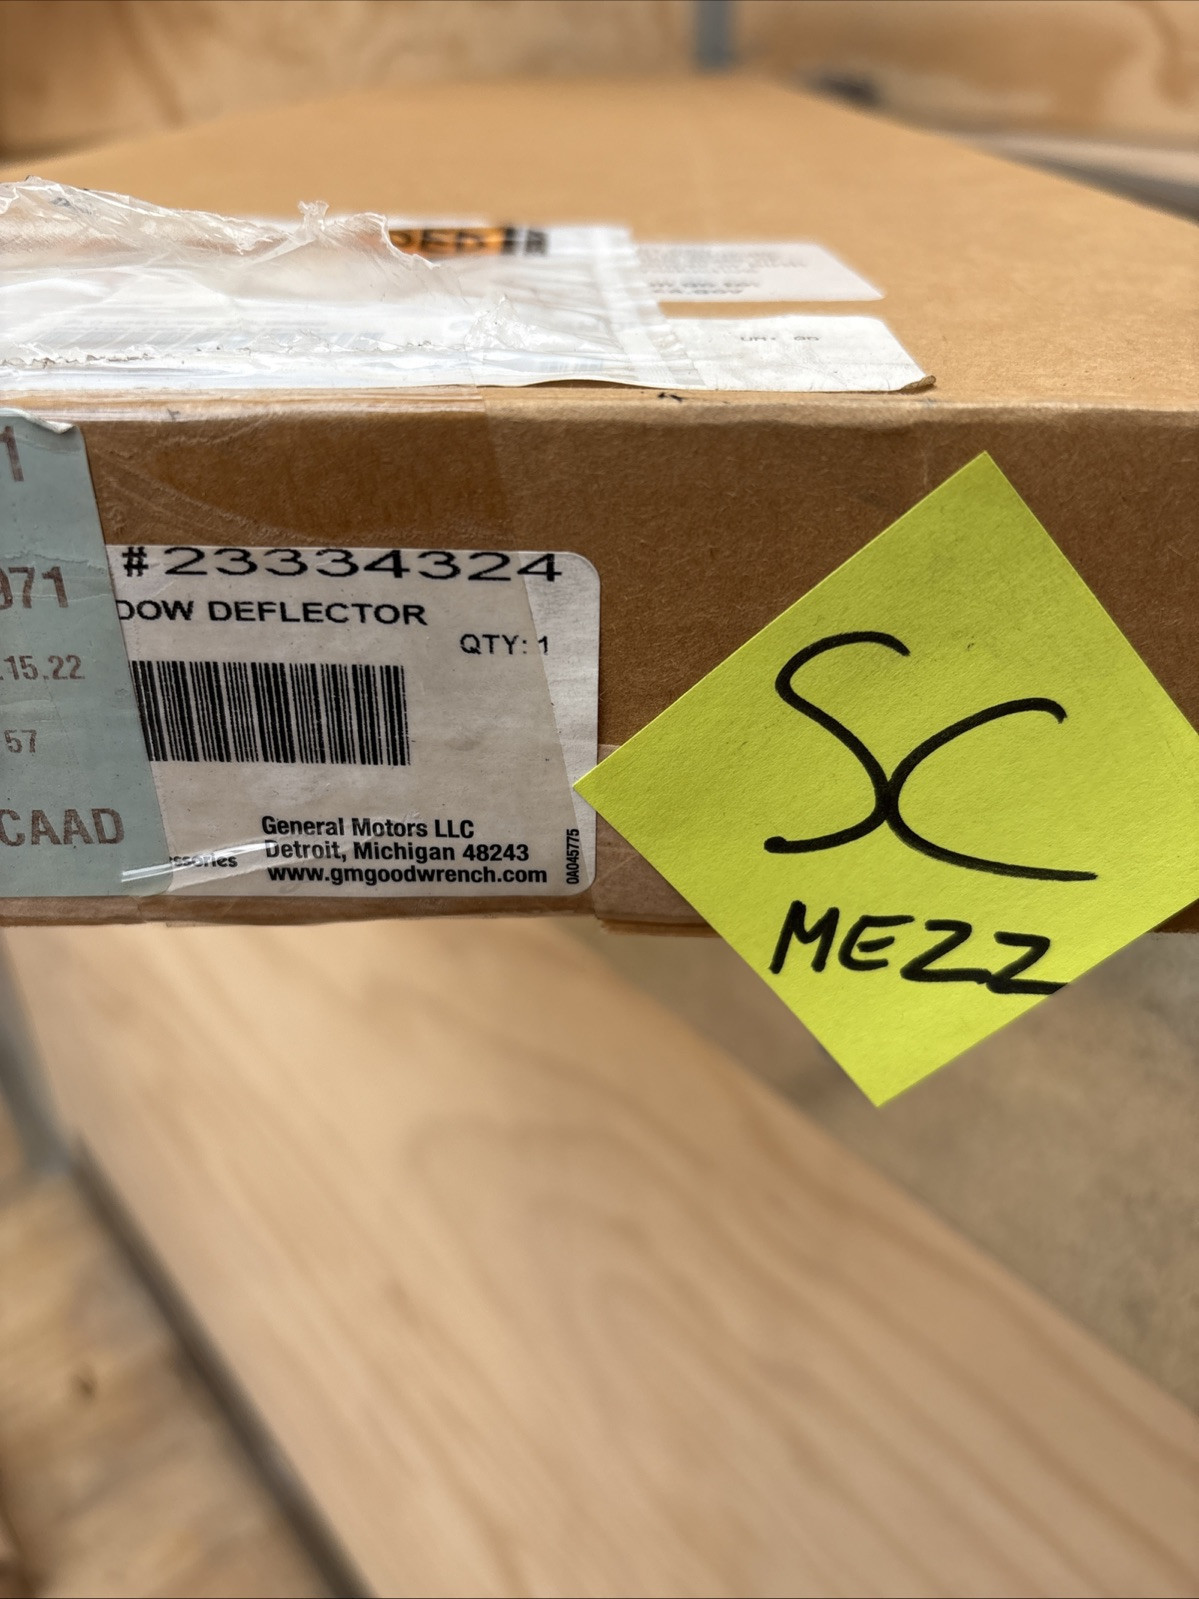 1
971
.15.22
57
CAAD
#23334324
DOW DEFLECTOR
QTY: 1
General Motors LLC
Detroit, Michigan 48243
www.gmgoodwrench.com
ssories
0A045775
SC
MEZZ